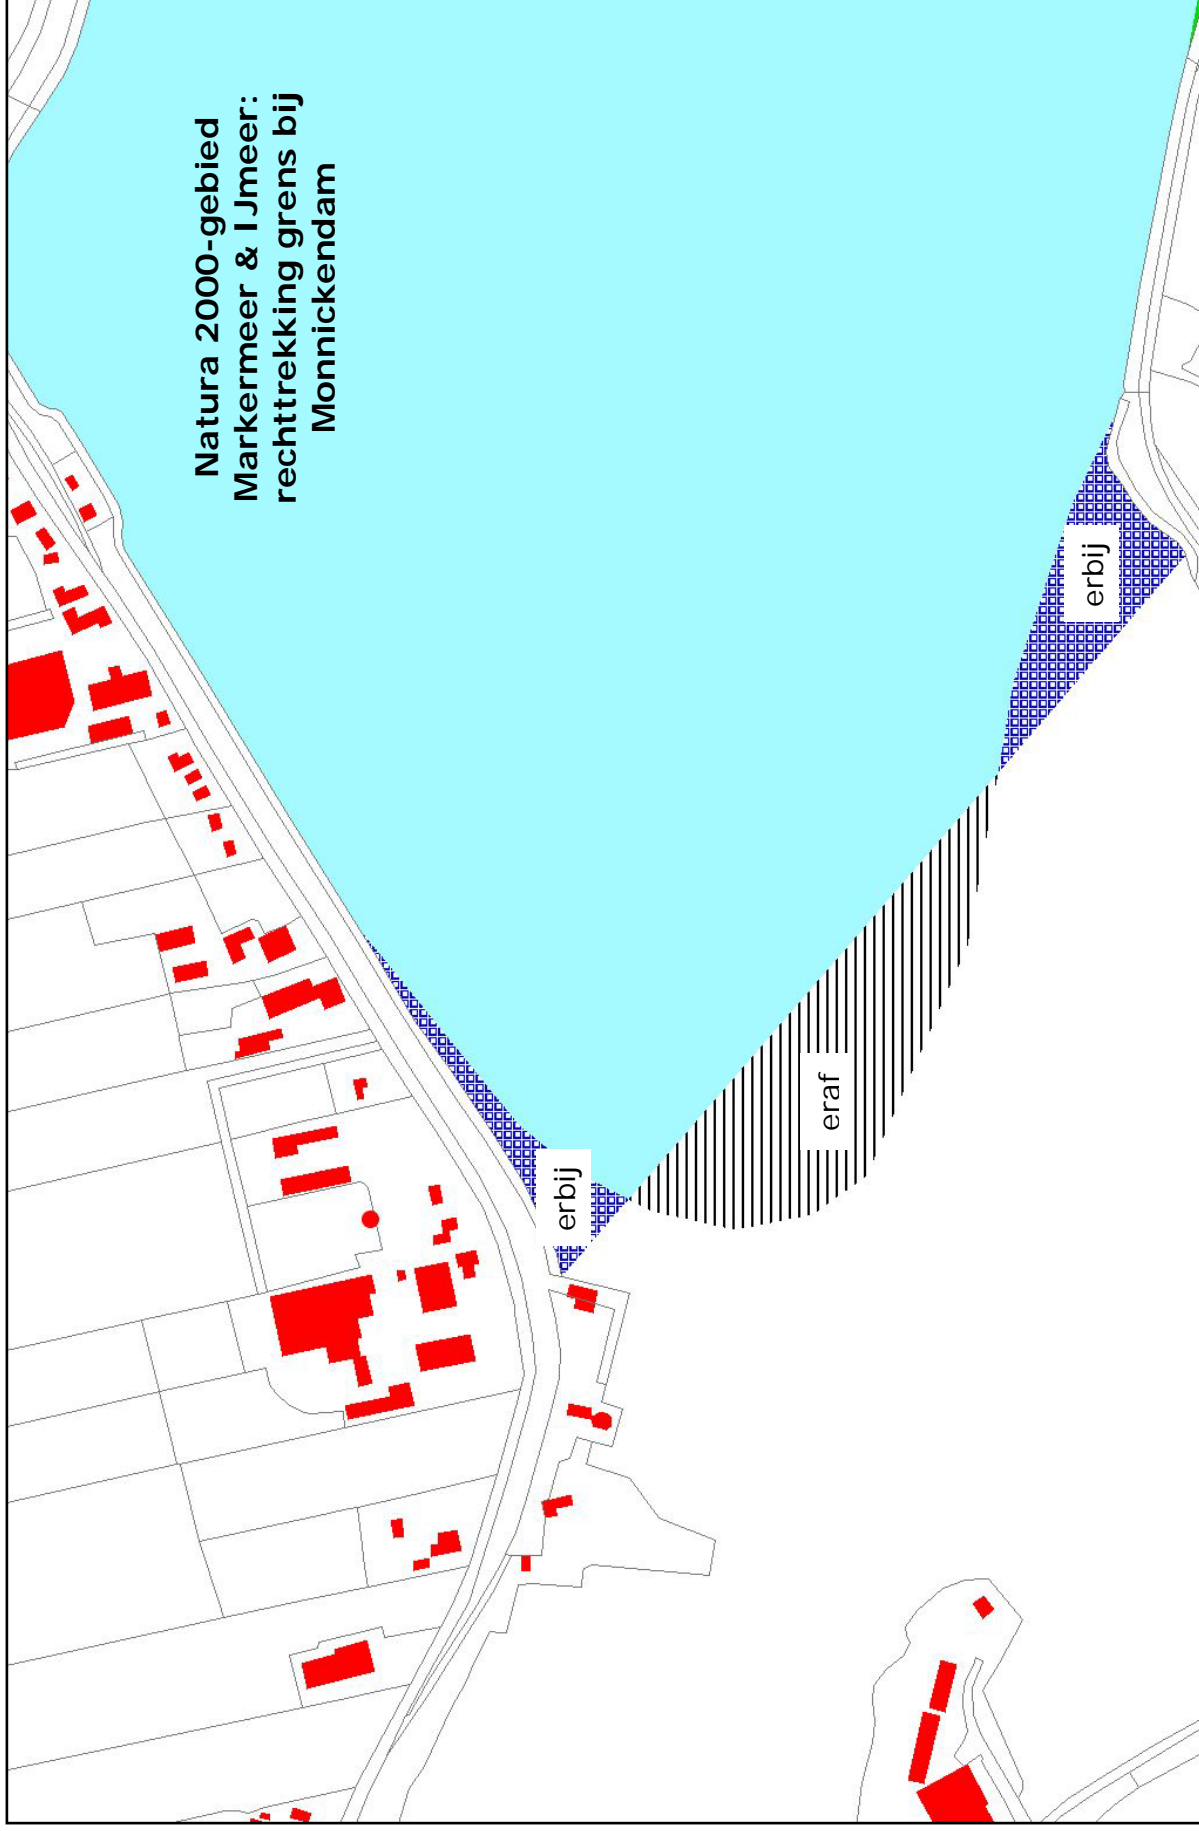 Natura 2000-gebied
Markermeer & IJmeer:
rechttrekking grens bij
Monnickendam
erbij
eraf
erbij